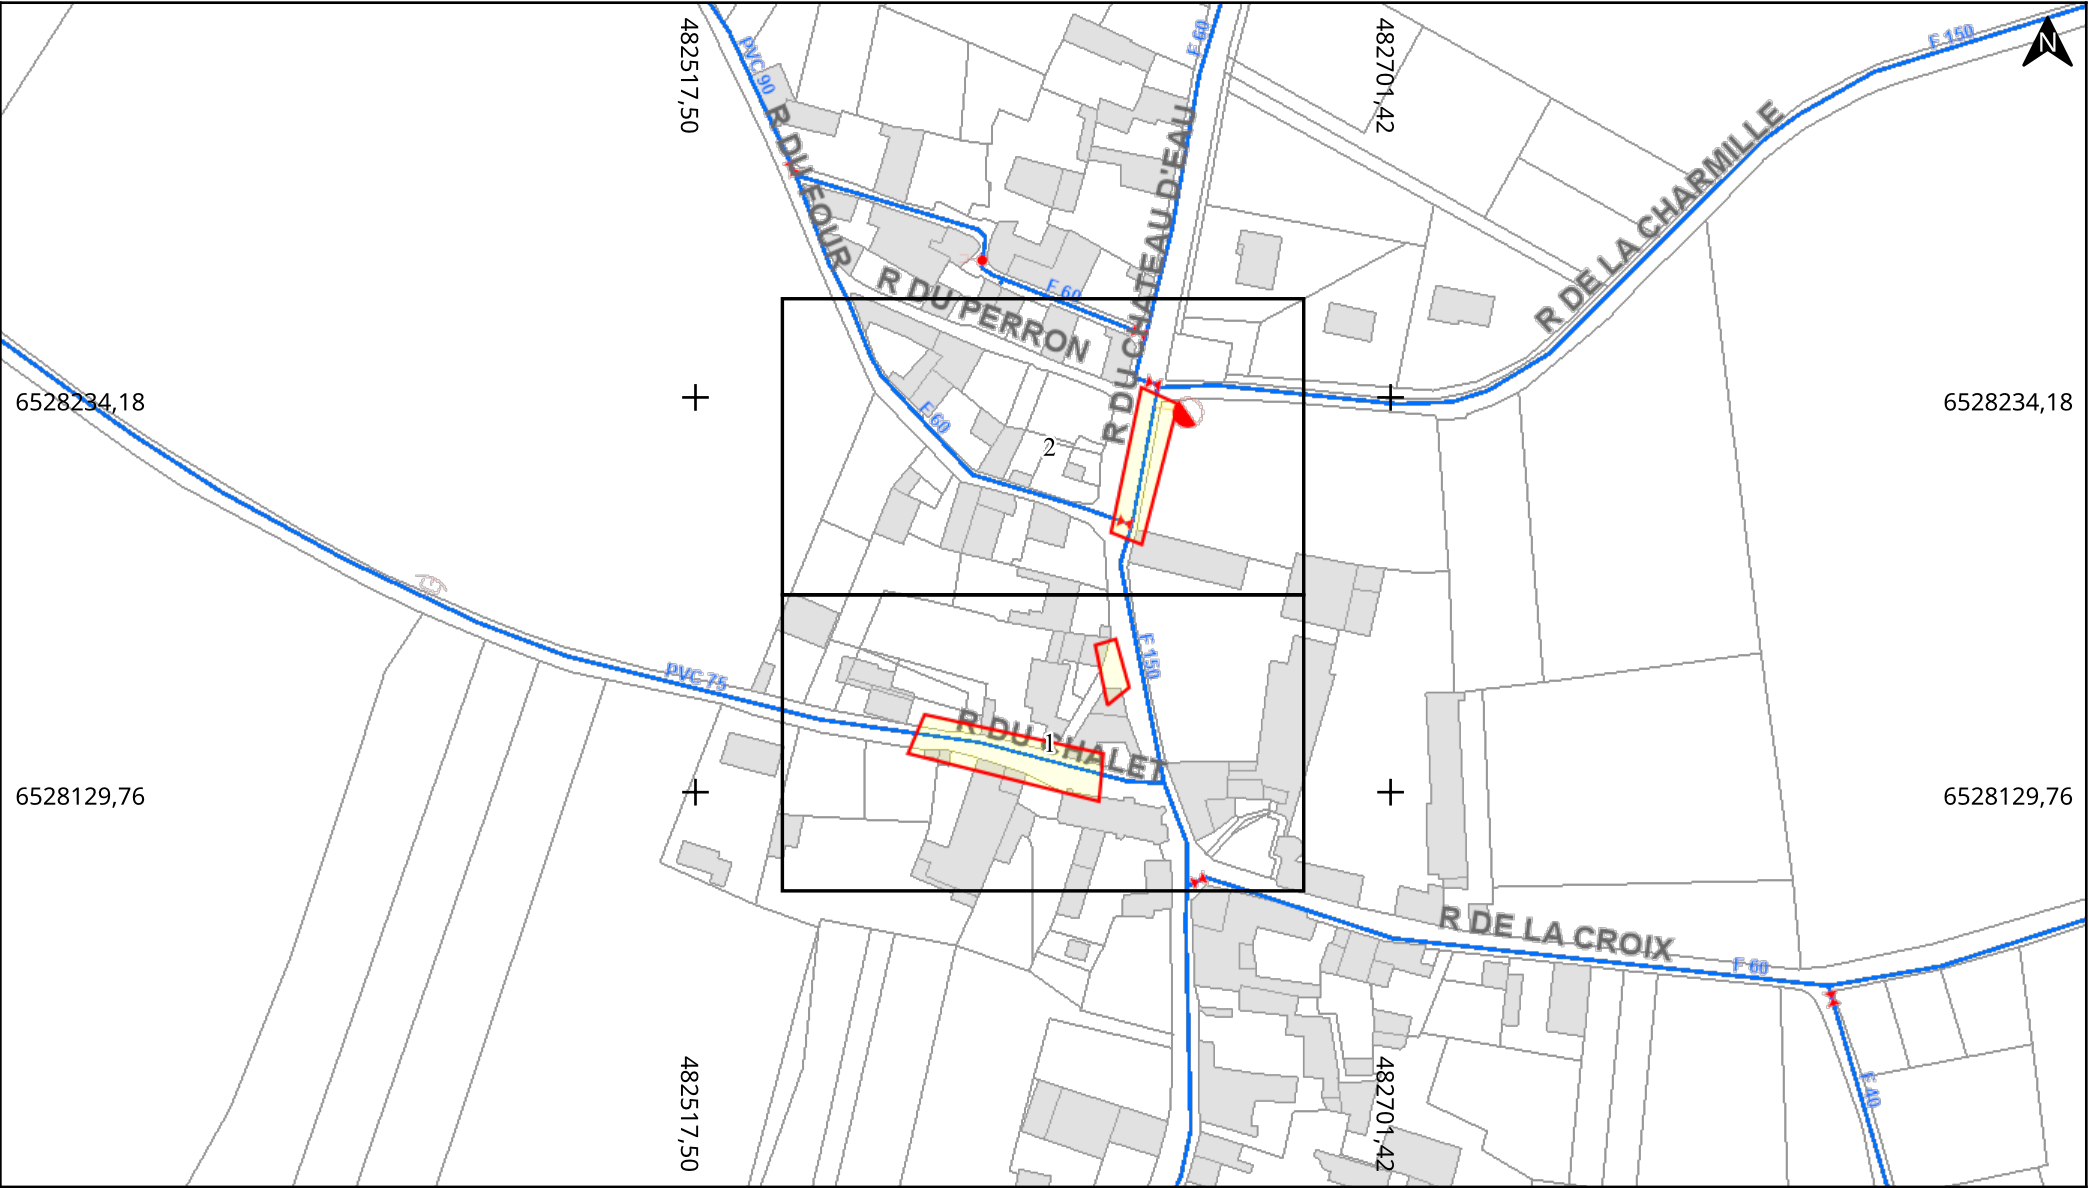 482517,50
482701,42
F 60
F 150
N
PVC 90
R DU FOUR
R DU CHATEAU D'EAU
R DE LA CHARMILLE
R DU PERRON
F 60
6528234,18
6528234,18
F 60
2
F 150
PVC 75
R DU CHALET
1
6528129,76
6528129,76
R DE LA CROIX
F 60
F 40
482517,50
482701,42